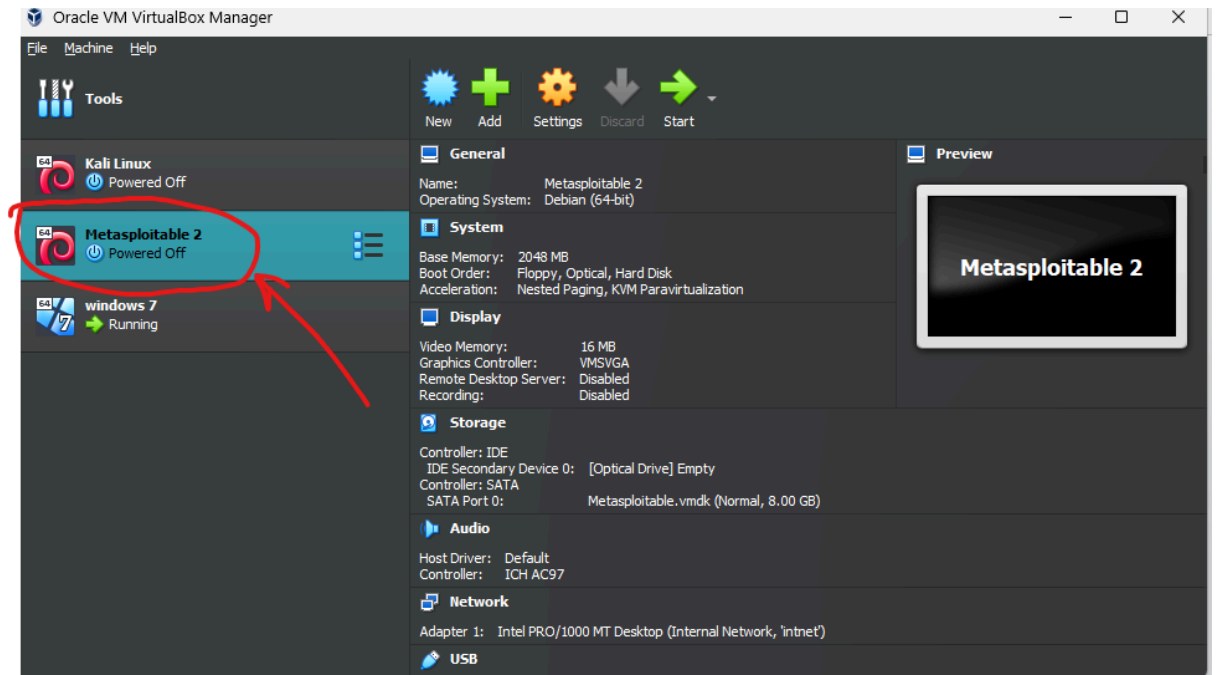 Oracle VM VirtualBox Manager
File Machine Help
Tools
New Add Settings Discard Start
64
Kali Linux
Powered Off
64
Metasploitable 2
Powered Off
64
7
windows 7
Running
General
Name: Metasploitable 2
Operating System: Debian (64-bit)
System
Base Memory: 2048 MB
Boot Order: Floppy, Optical, Hard Disk
Acceleration: Nested Paging, KVM Paravirtualization
Display
Video Memory: 16 MB
Graphics Controller: VMSVGA
Remote Desktop Server: Disabled
Recording: Disabled
Storage
Controller: IDE
IDE Secondary Device 0: [Optical Drive] Empty
Controller: SATA
SATA Port 0: Metasploitable.vmdk (Normal, 8.00 GB)
Audio
Host Driver: Default
Controller: ICH AC97
Network
Adapter 1: Intel PRO/1000 MT Desktop (Internal Network, 'intnet')
USB
Preview
Metasploitable 2